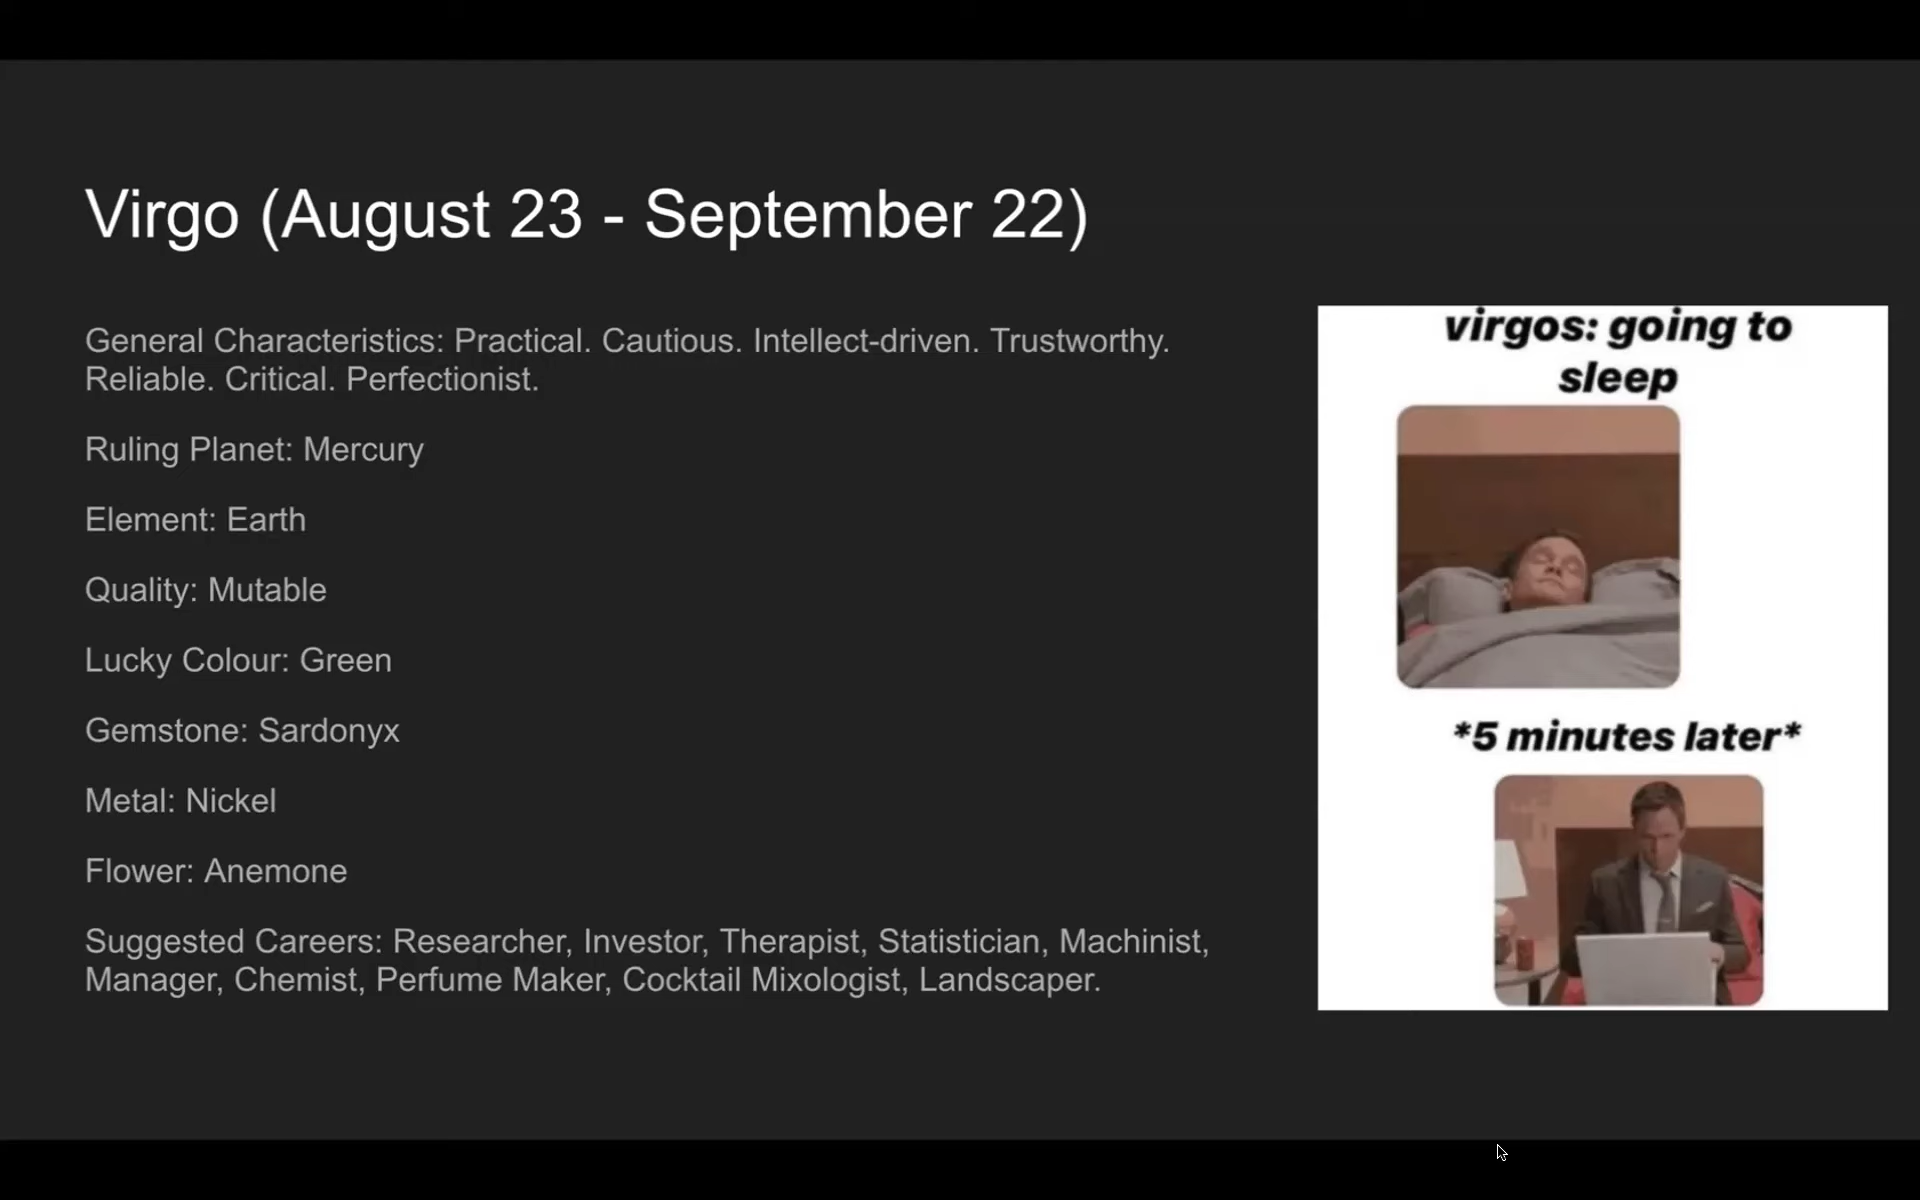 Virgo (August 23 - September 22)
General Characteristics: Practical. Cautious. Intellect-driven. Trustworthy.
Reliable. Critical. Perfectionist.
Ruling Planet: Mercury
Element: Earth
Quality: Mutable
Lucky Colour: Green
Gemstone: Sardonyx
Metal: Nickel
Flower: Anemone
Suggested Careers: Researcher, Investor, Therapist, Statistician, Machinist,
Manager, Chemist, Perfume Maker, Cocktail Mixologist, Landscaper.
virgos: going to
sleep
*5 minutes later*